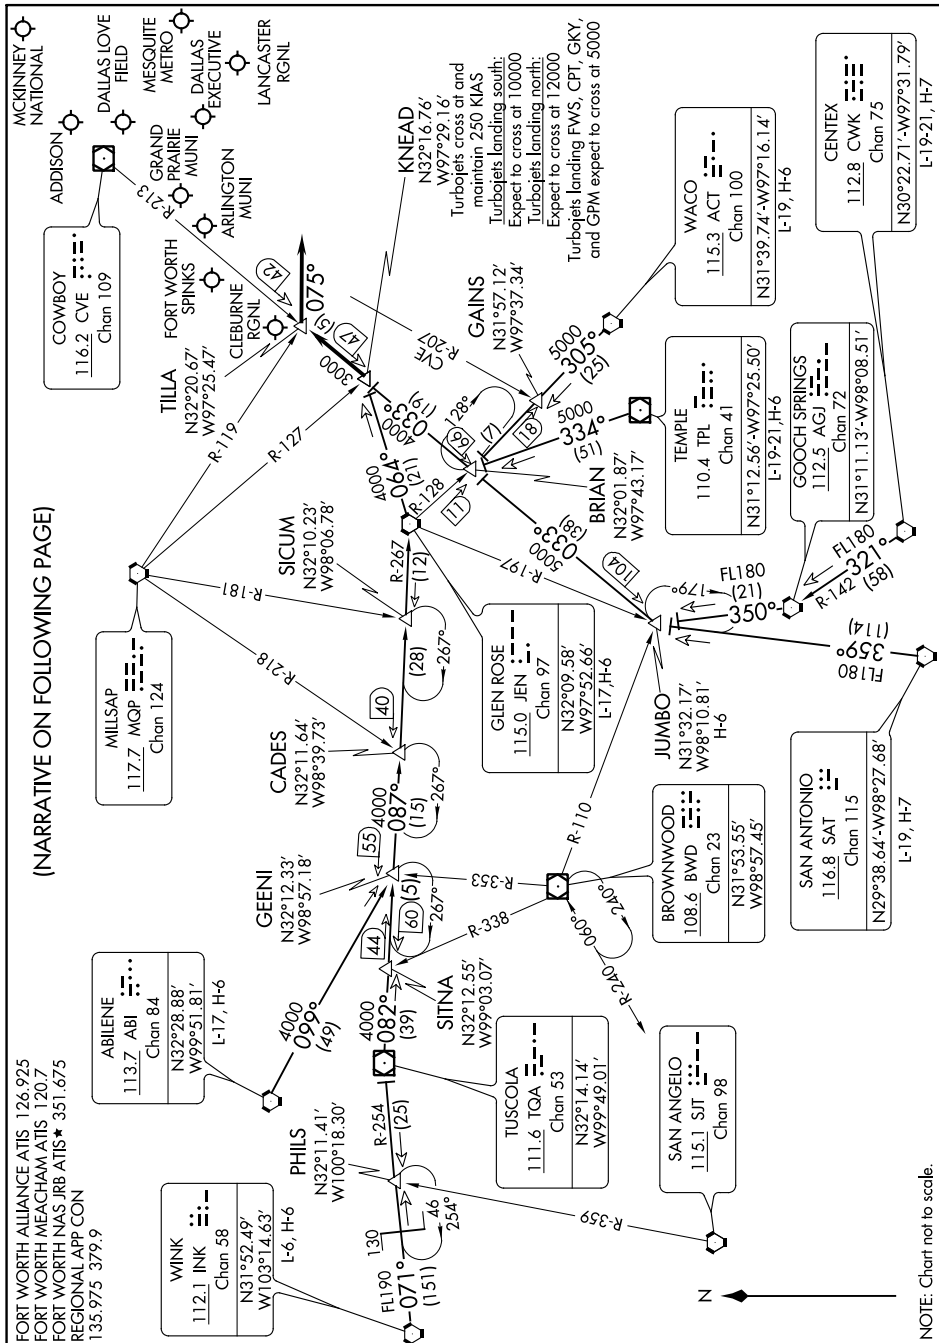 (NARRATIVE ON FOLLOWING PAGE)
FORT WORTH ALLIANCE ATIS 126.925
FORT WORTH MEACHAM ATIS 120.7
FORT WORTH NAS JRB ATIS★ 351.675
REGIONAL APP CON
135.975 379.9
WINK
112.1 INK
Chan 58
N31°52.49′
W103°14.63′
L-6, H-6
ABILENE
113.7 ABI
Chan 84
N32°28.88′
W99°51.81′
L-17, H-6
MILLSAP
117.7 MQP
Chan 124
COWBOY
116.2 CVE
Chan 109
MCKINNEY
NATIONAL
ADDISON
DALLAS LOVE
FIELD
MESQUITE
METRO
DALLAS
EXECUTIVE
LANCASTER
RGNL
GRAND
PRAIRIE
MUNI
ARLINGTON
MUNI
FORT WORTH
SPINKS
CLEBURNE
RGNL
R-213
42
075°
TILLA
N32°20.67′
W97°25.47′
(5)
47
3000
KNEAD
N32°16.76′
W97°29.16′
Turbojets cross at and
maintain 250 KIAS
Turbojets landing south:
Expect to cross at 10000
Turbojets landing north:
Expect to cross at 12000
Turbojets landing FWS, CPT, GKY,
and GPM expect to cross at 5000
R-119
R-127
R-181
R-218
CVE
R-207
4000
033°
(19)
66
128°
(7)
18
GAINS
N31°57.12′
W97°37.34′
5000
305°
(25)
WACO
115.3 ACT
Chan 100
N31°39.74′-W97°16.14′
L-19, H-6
5000
334°
(51)
TEMPLE
110.4 TPL
Chan 41
N31°12.56′-W97°25.50′
L-19-21,H-6
BRIAN
N32°01.87′
W97°43.17′
4000
064°
(21)
R-128
11
R-197
5000
033°
(38)
104
SICUM
N32°10.23′
W98°06.78′
R-267
(12)
267°
GLEN ROSE
115.0 JEN
Chan 97
N32°09.58′
W97°52.66′
L-17,H-6
CADES
N32°11.64′
W98°39.73′
40
(28)
267°
GEENI
N32°12.33′
W98°57.18′
55
4000
087°
(15)
267°
4000
099°
(49)
44
60
(5)
R-353
R-338
SITNA
N32°12.55′
W99°03.07′
4000
082°
(39)
TUSCOLA
111.6 TQA
Chan 53
N32°14.14′
W99°49.01′
PHILS
N32°11.41′
W100°18.30′
R-254
(25)
130
46
254°
FL190
071°
(151)
R-359
SAN ANGELO
115.1 SJT
Chan 98
R-240
060°
240°
BROWNWOOD
108.6 BWD
Chan 23
N31°53.55′
W98°57.45′
R-110
JUMBO
N31°32.17′
W98°10.81′
H-6
179°
FL180
(21)
350°
GOOCH SPRINGS
112.5 AGJ
Chan 72
N31°11.13′-W98°08.51′
FL180
321°
R-142
(58)
CENTEX
112.8 CWK
Chan 75
N30°22.71′-W97°31.79′
L-19-21, H-7
(114)
359°
FL180
SAN ANTONIO
116.8 SAT
Chan 115
N29°38.64′-W98°27.68′
L-19, H-7
N
NOTE: Chart not to scale.